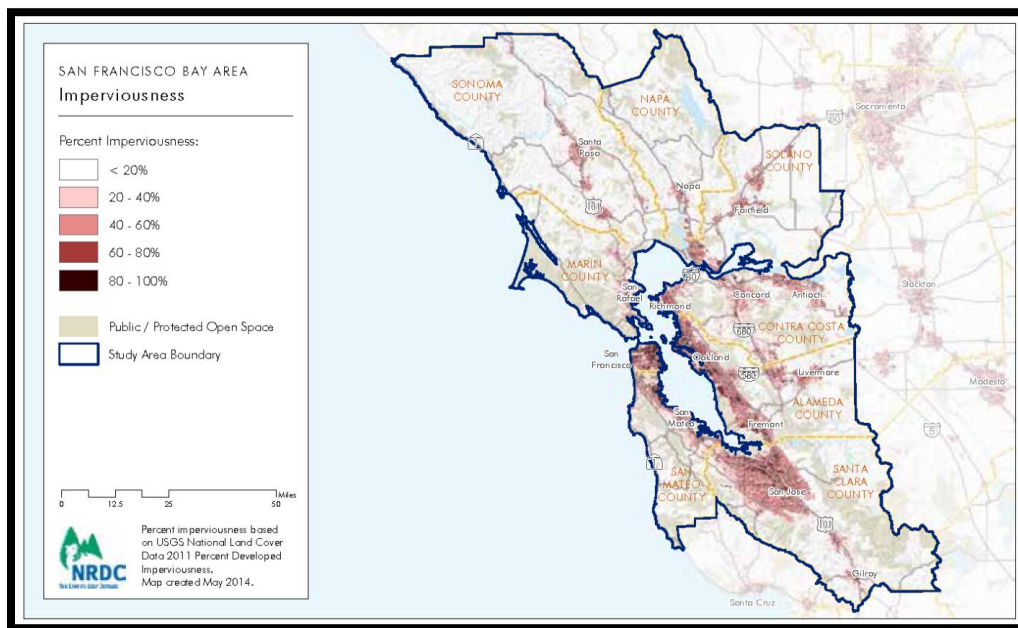 SAN FRANCISCO BAY AREA
Imperviousness
Percent Imperviousness:
< 20%
20 - 40%
40 - 60%
60 - 80%
80 - 100%
Public / Protected Open Space
Study Area Boundary
0 12.5 25 50
Miles
NRDC
Percent imperviousness based
on USGS National Land Cover
Data 2011 Percent Developed
Imperviousness.
Map created May 2014.
SONOMA
COUNTY
NAPA
COUNTY
Sacramento
80
Santa
Rosa
SOLANO
COUNTY
Napa
101
Fairfield
MARIN
COUNTY
San
Rafael
Richmond
Concord
Antioch
Stockton
680
CONTRA COSTA
COUNTY
San
Francisco
Oakland
580
Livermore
Modesto
ALAMEDA
COUNTY
San
Mateo
Fremont
5
1
SAN
MATEO
COUNTY
San Jose
SANTA
CLARA
COUNTY
101
Gilroy
Santa Cruz